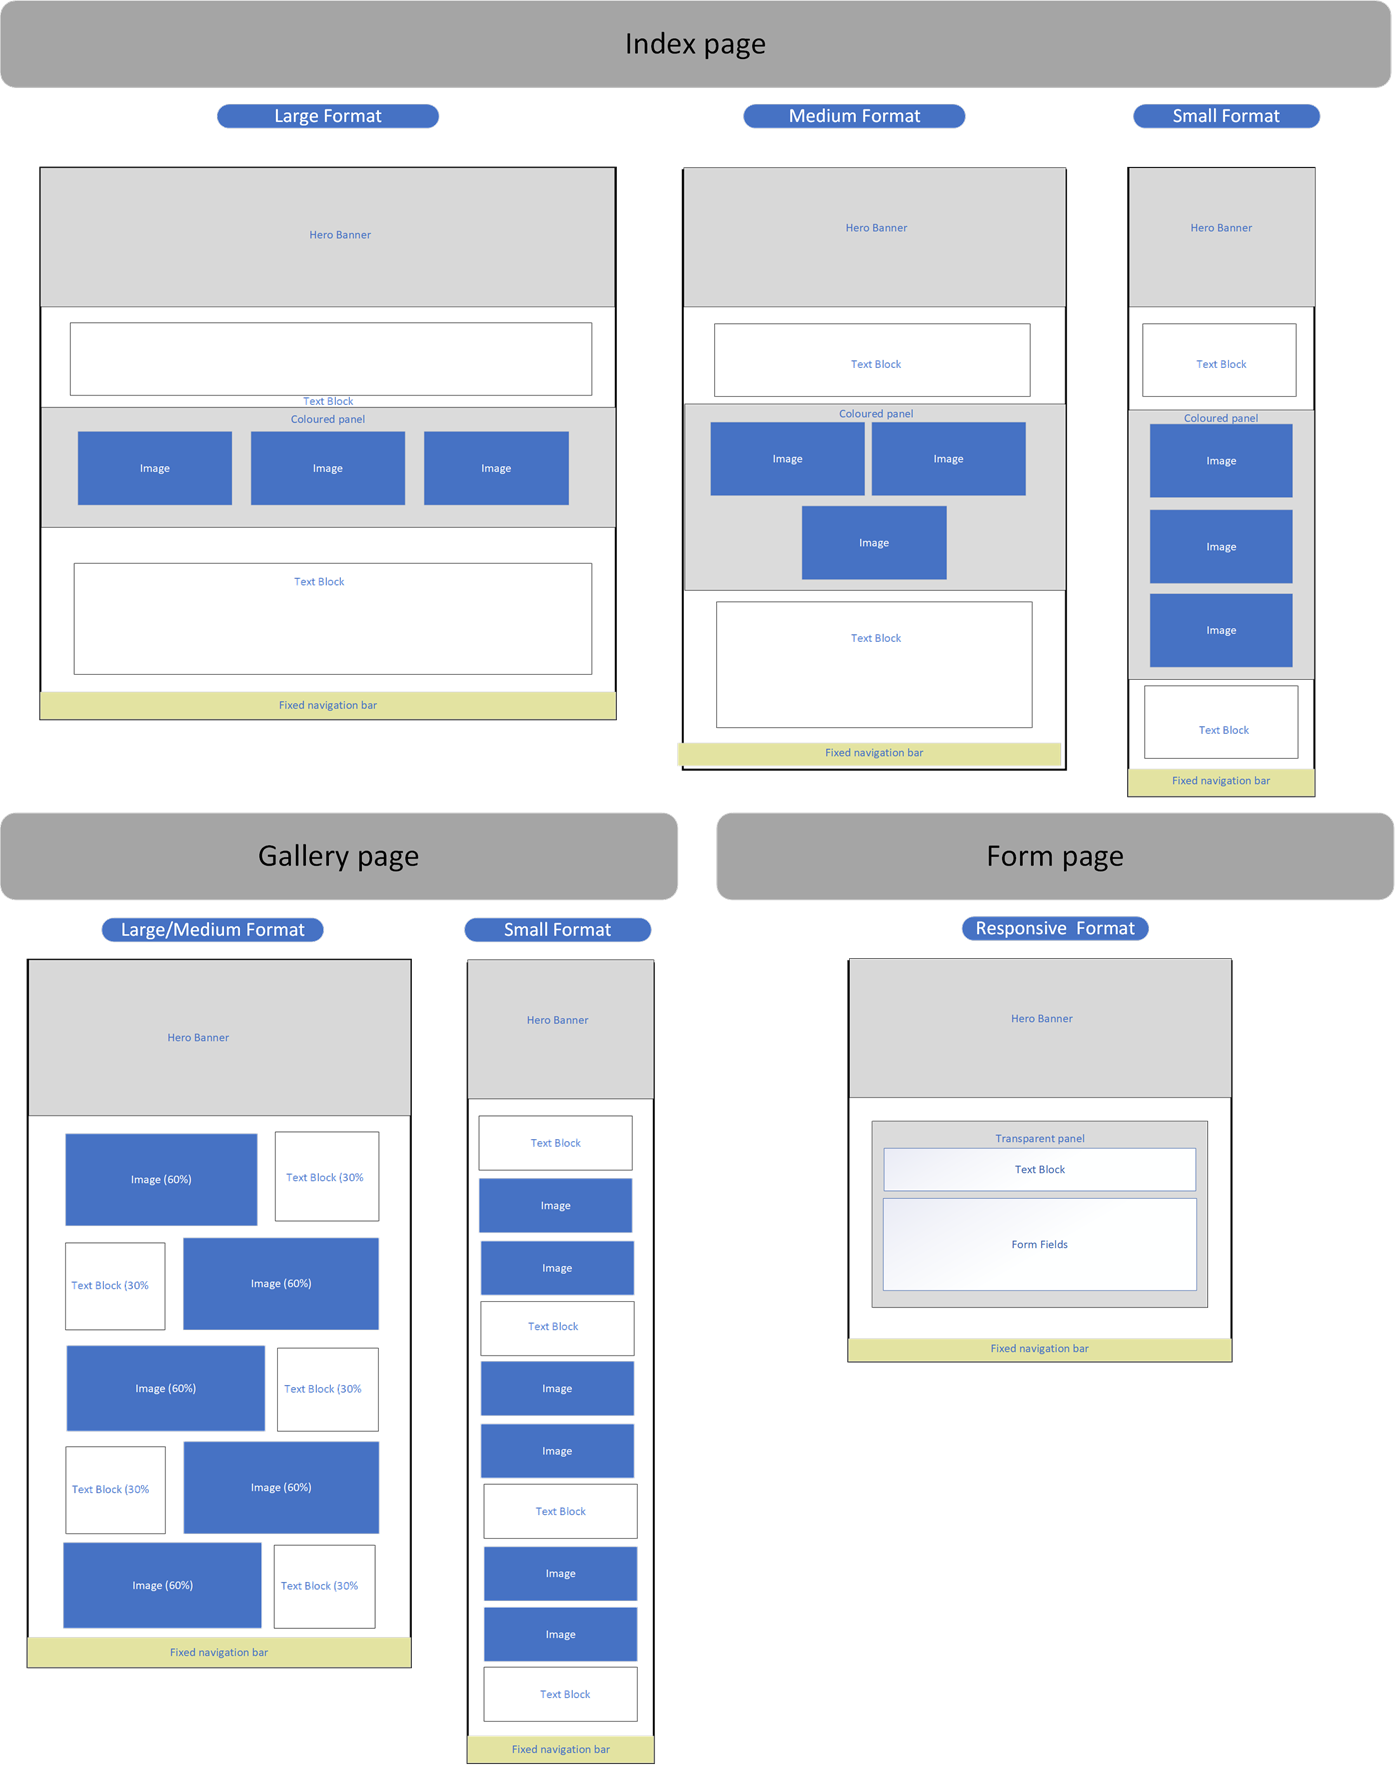 Index page
Large Format
Hero Banner
Text Block
Coloured panel
Image
Image
Image
Text Block
Fixed navigation bar
Medium Format
Hero Banner
Text Block
Coloured panel
Image
Image
Image
Text Block
Fixed navigation bar
Small Format
Hero Banner
Text Block
Coloured panel
Image
Image
Image
Text Block
Fixed navigation bar
Gallery page
Large/Medium Format
Hero Banner
Image (60%)
Text Block (30%
Text Block (30%
Image (60%)
Image (60%)
Text Block (30%
Text Block (30%
Image (60%)
Image (60%)
Text Block (30%
Fixed navigation bar
Small Format
Hero Banner
Text Block
Image
Image
Text Block
Image
Image
Text Block
Image
Image
Text Block
Fixed navigation bar
Form page
Responsive Format
Hero Banner
Transparent panel
Text Block
Form Fields
Fixed navigation bar